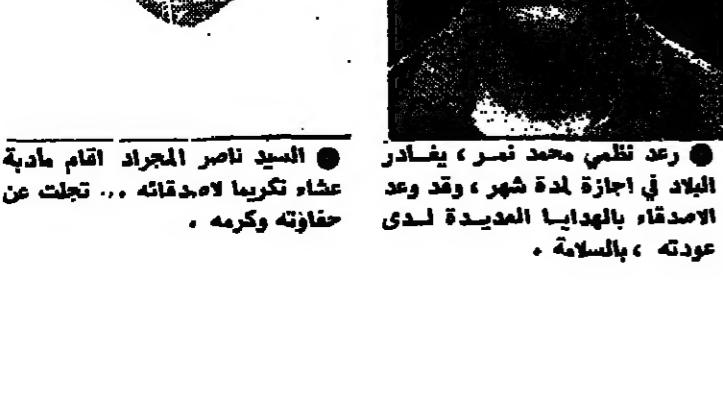 ● رعد نظمي محمد نمر ، يغادر
البلاد في اجازة لمدة شهر ، وقد وعد
الاصدقاء بالهدايا العديدة لدى
عودته ، بالسلامة .
● السيد ناصر المجراد اقام مادبة
عشاء تكريما لاصدقائه ... تجلت عن
حفاوته وكرمه .